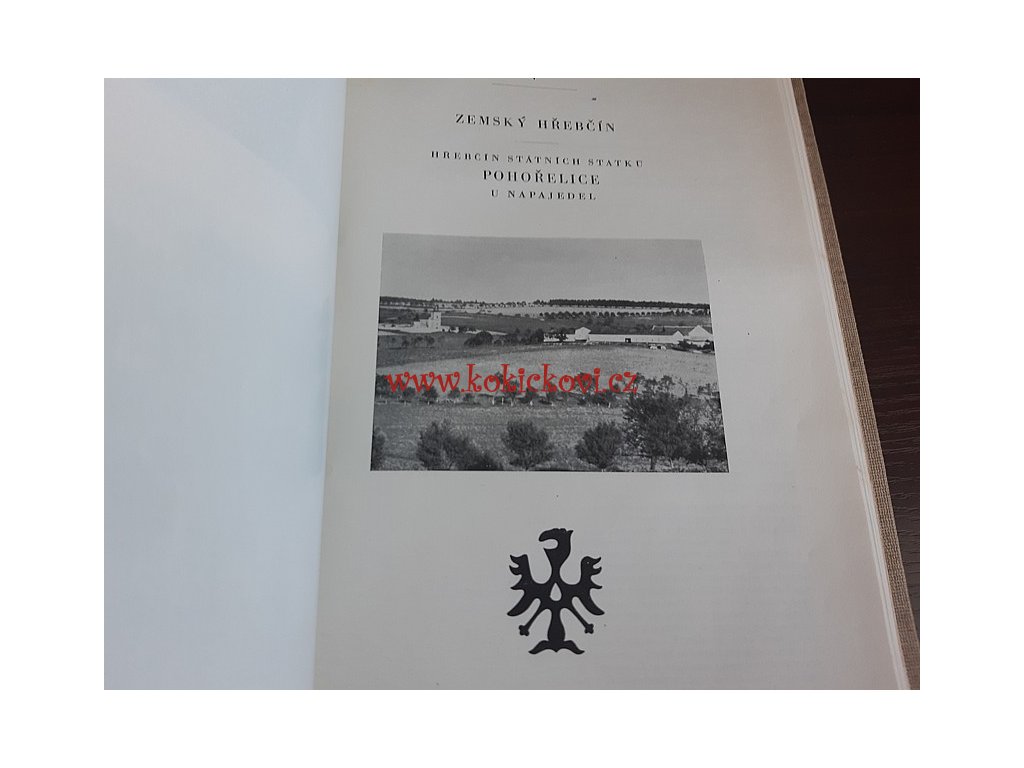 ZEMSKÝ HŘEBČÍN
HŘEBČÍN STÁTNÍCH STATKŮ
POHOŘELICE
U NAPAJEDEL
www.kokickovi.cz